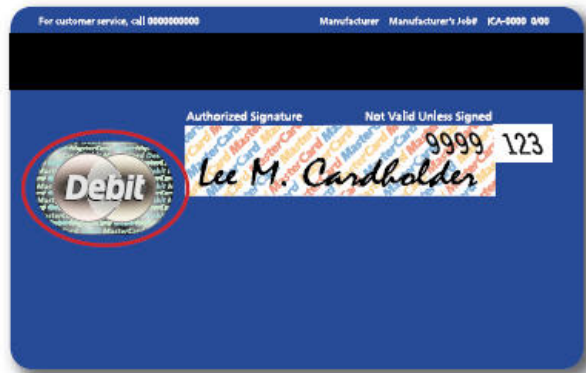 For customer service, call 0000000000 Manufacturer Manufacturer's Job# ICA-0000 0/00
Authorized Signature Not Valid Unless Signed
9999 123
Lee M. Cardholder
Debit